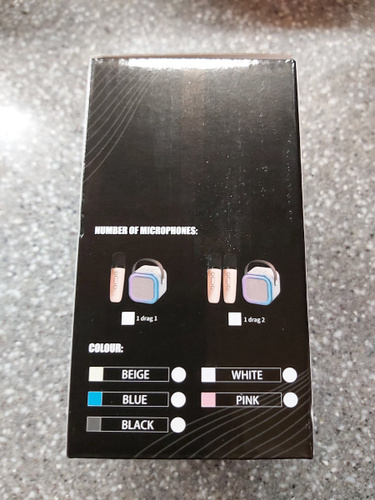 NUMBER OF MICROPHONES:
1 drag 1
1 drag 2
COLOUR:
BEIGE
WHITE
BLUE
PINK
BLACK